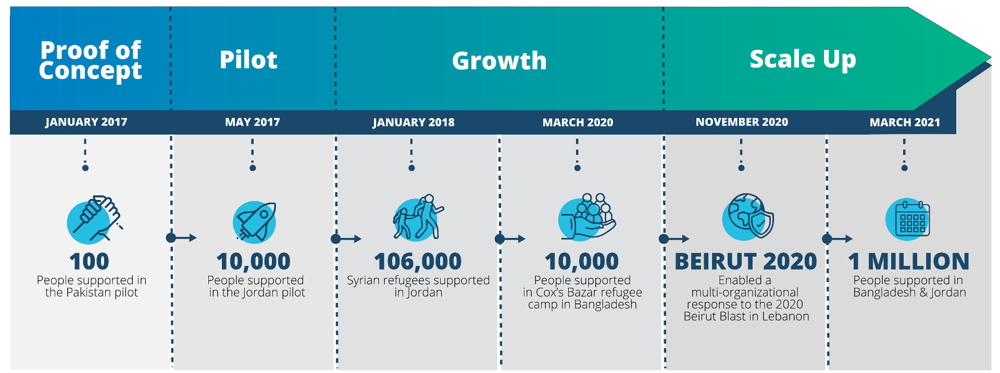 Proof of
Concept
Pilot
Growth
Scale Up
JANUARY 2017
MAY 2017
JANUARY 2018
MARCH 2020
NOVEMBER 2020
MARCH 2021
100
People supported in
the Pakistan pilot
10,000
People supported
in the Jordan pilot
106,000
Syrian refugees supported
in Jordan
10,000
People supported
in Cox's Bazar refugee
camp in Bangladesh
BEIRUT 2020
Enabled a
multi-organizational
response to the 2020
Beirut Blast in Lebanon
1 MILLION
People supported in
Bangladesh & Jordan